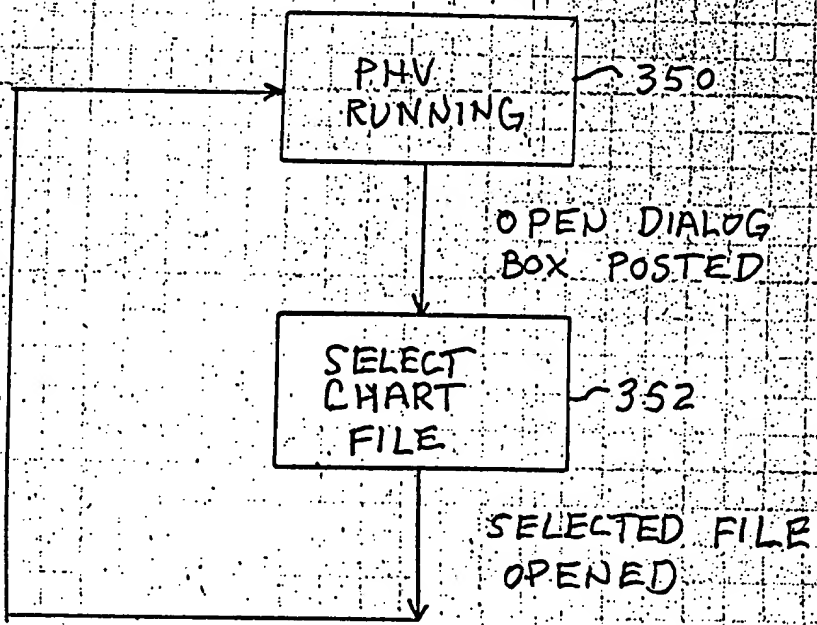 PHV
RUNNING
350
OPEN DIALOG
BOX POSTED
SELECT
CHART
FILE
352
SELECTED FILE
OPENED